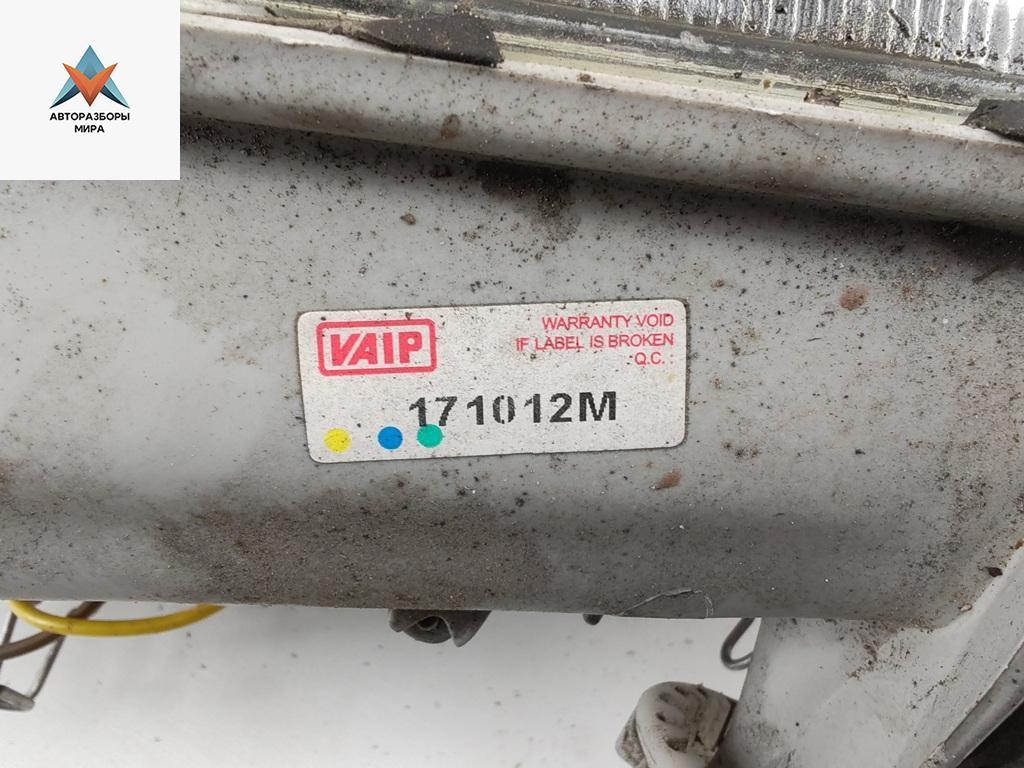 АВТОРАЗБОРЫ
МИРА
VAIP
WARRANTY VOID
IF LABEL IS BROKEN
Q.C. :
171012M